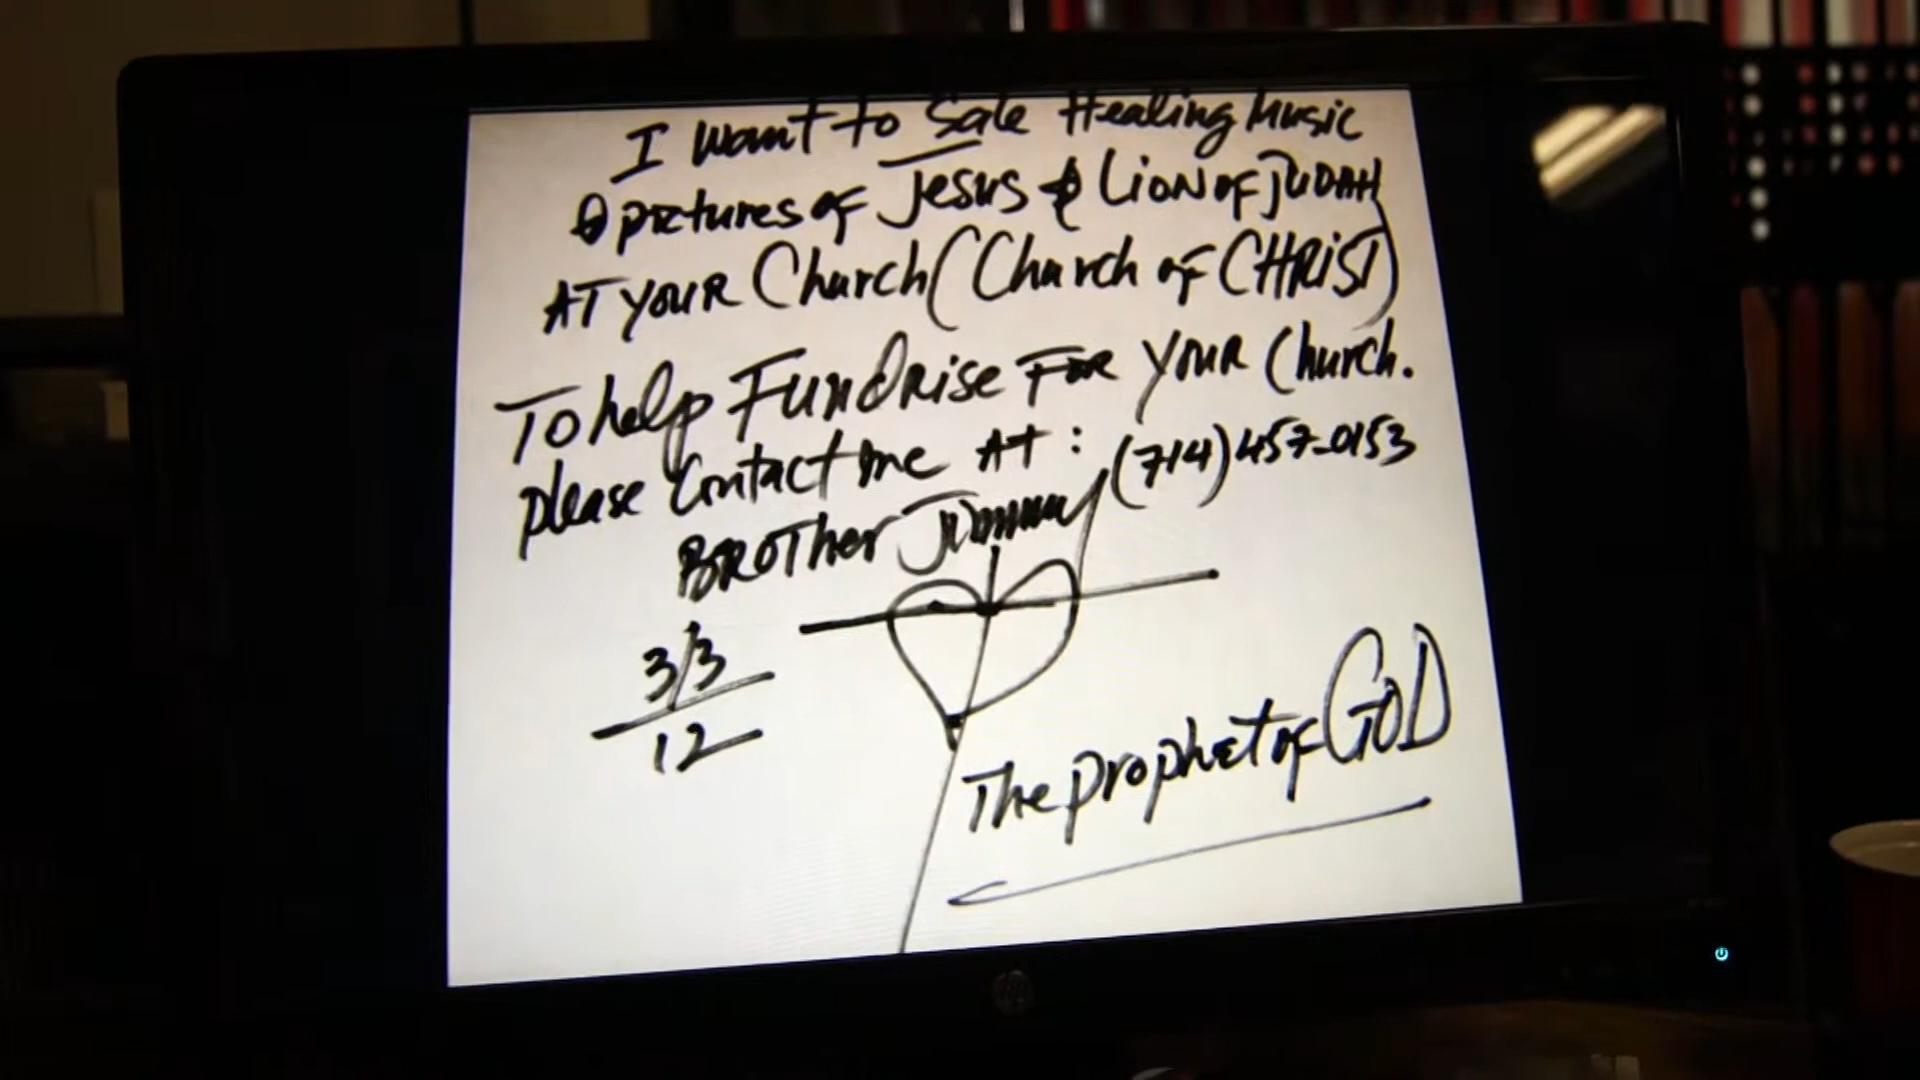 I want to Sale Healing Music
& pictures of Jesus & LiON of JUDAH
AT YOUR Church (Church of CHRiST)
To help FUNDRise FOR YOUR Church.
please Contact me AT : (714) 457-0153
BROTher Jimmy
3/3
12
The prophet of GOD
hp